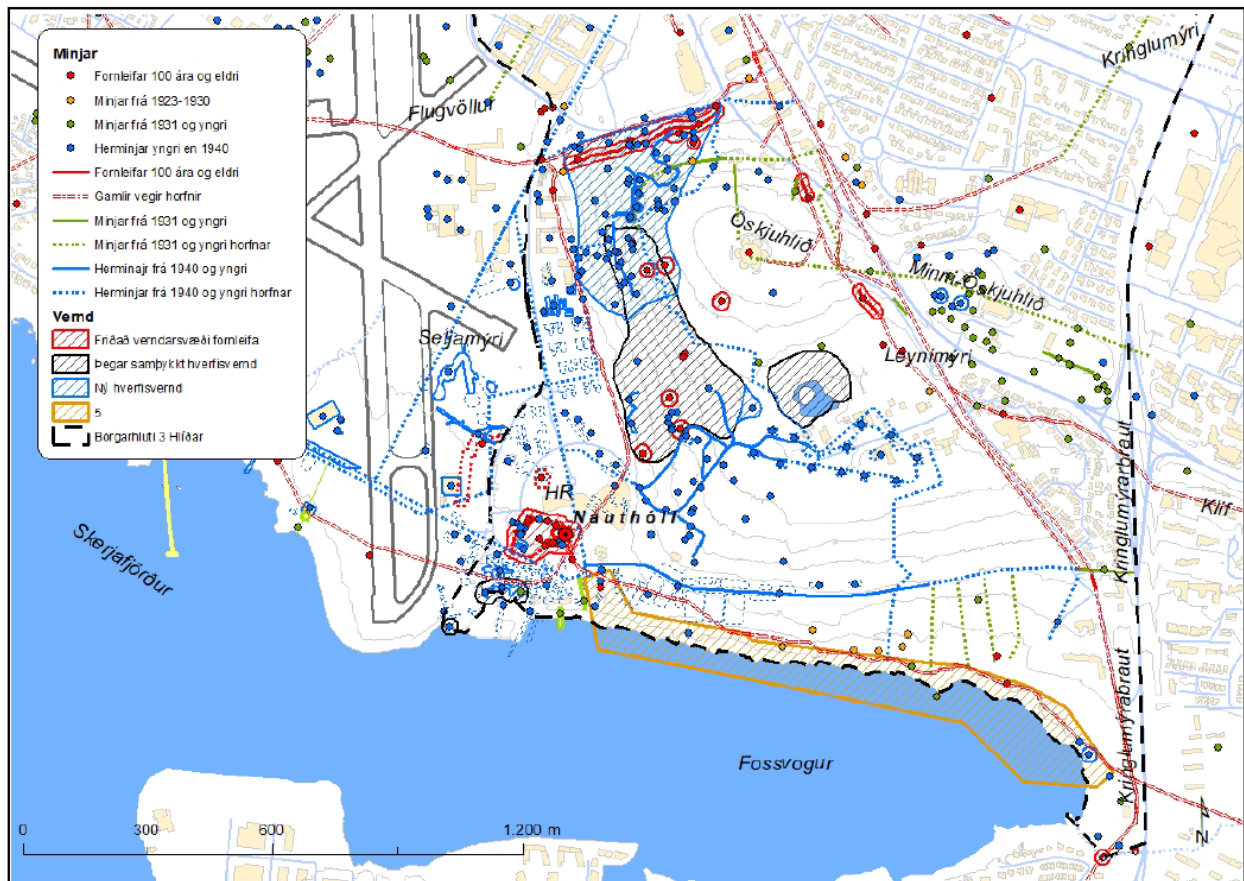 Minjar
Fornleifar 100 ára og eldri
Minjar frá 1923-1930
Minjar frá 1931 og yngri
Herminjar yngri en 1940
Fornleifar 100 ára og eldri
Gamlir vegir horfnir
Minjar frá 1931 og yngri
Minjar frá 1931 og yngri horfnar
Herminajr frá 1940 og yngri
Herminjar frá 1940 og yngri horfnar
Vernd
Friðað verndarsvæði fornleifa
Þegar samþykkt hverfisvernd
Ný hverfisvernd
5
Borgarhluti 3 Hlíðar
Flugvöllur
Kringlumýri
Öskjuhlíð
Minni-Öskjuhlíð
Seljamýri
Leynimýri
HR
Nauthóll
Kringlumýrarbraut
Klif
Skerjafjörður
Fossvogur
Kringlumýrabraut
0 300 600 1.200 m
N